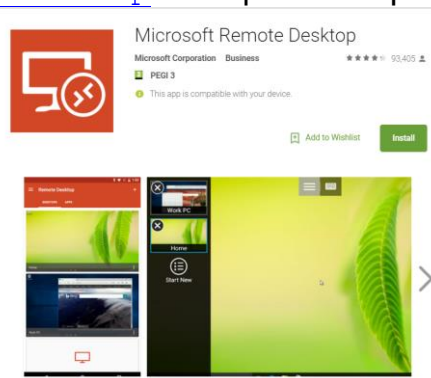 Microsoft Remote Desktop
Microsoft Corporation Business
93,405
PEGI 3
This app is compatible with your device.
Add to Wishlist
Install
Remote Desktop
Work PC
Home
Start New